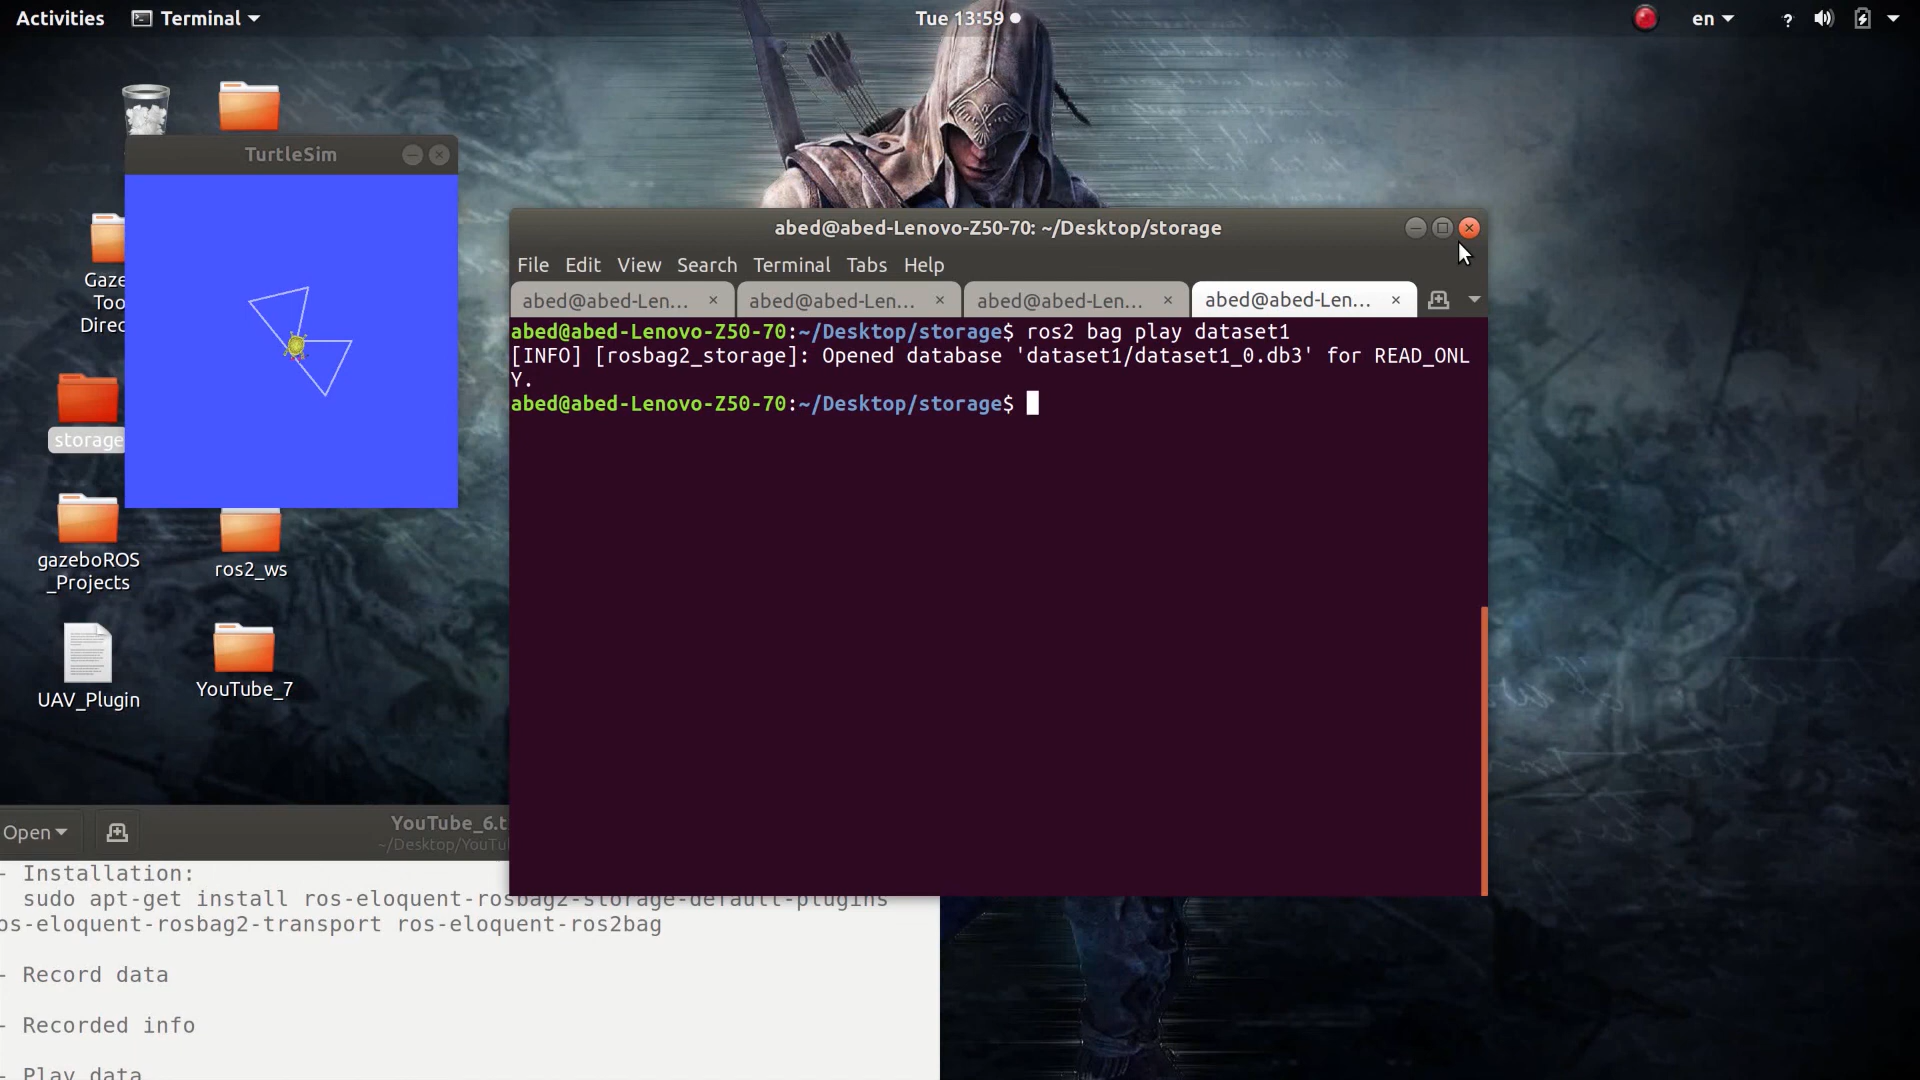 Activities
Terminal
Tue 13:59
en
?
TurtleSim
Gaze
Too
Direc
storage
gazeboROS
_Projects
ros2_ws
UAV_Plugin
YouTube_7
abed@abed-Lenovo-Z50-70: ~/Desktop/storage
File Edit View Search Terminal Tabs Help
abed@abed-Len... × abed@abed-Len... × abed@abed-Len... × abed@abed-Len... ×
abed@abed-Lenovo-Z50-70:~/Desktop/storage$ ros2 bag play dataset1
[INFO] [rosbag2_storage]: Opened database 'dataset1/dataset1_0.db3' for READ_ONL
Y.
abed@abed-Lenovo-Z50-70:~/Desktop/storage$
Open
YouTube_6.t
~/Desktop/YouTu
- Installation:
sudo apt-get install ros-eloquent-rosbag2-storage-default-plugins
os-eloquent-rosbag2-transport ros-eloquent-ros2bag
- Record data
- Recorded info
- Play data